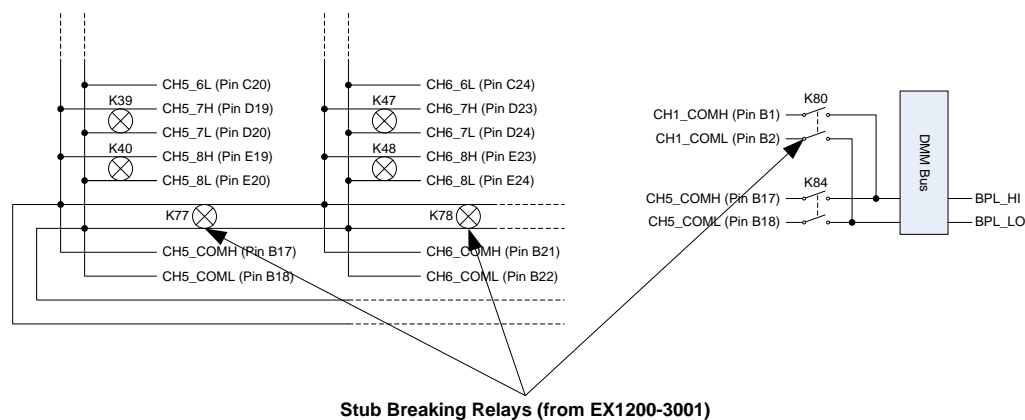 CH5_6L (Pin C20)
K39
CH5_7H (Pin D19)
CH5_7L (Pin D20)
K40
CH5_8H (Pin E19)
CH5_8L (Pin E20)
K77
CH5_COMH (Pin B17)
CH5_COML (Pin B18)
CH6_6L (Pin C24)
K47
CH6_7H (Pin D23)
CH6_7L (Pin D24)
K48
CH6_8H (Pin E23)
CH6_8L (Pin E24)
K78
CH6_COMH (Pin B21)
CH6_COML (Pin B22)
K80
CH1_COMH (Pin B1)
CH1_COML (Pin B2)
K84
CH5_COMH (Pin B17)
CH5_COML (Pin B18)
DMM Bus
BPL_HI
BPL_LO
Stub Breaking Relays (from EX1200-3001)